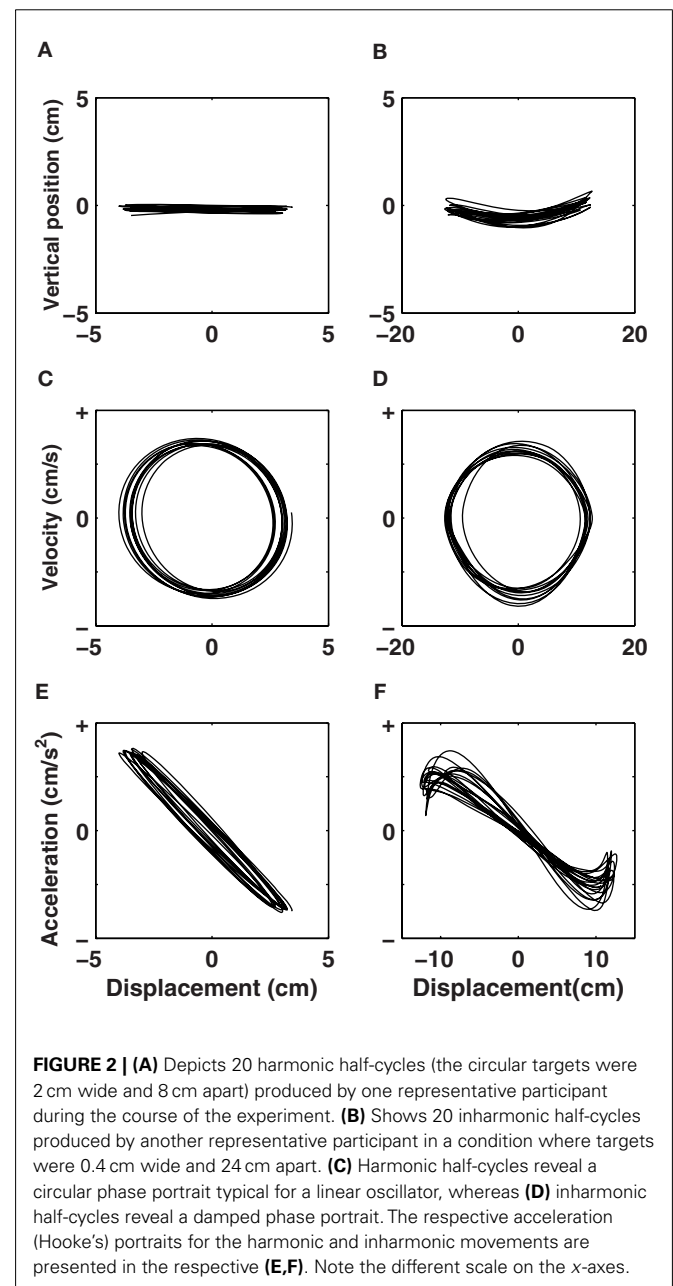 A
B
Vertical position (cm)
5
0
−5
−5
0
5
5
0
−5
−20
0
20
C
D
Velocity (cm/s)
+
0
−
−5
0
5
+
0
−
−20
0
20
E
F
Acceleration (cm/s²)
+
0
−
−5
0
5
Displacement (cm)
+
0
−
−10
0
10
Displacement(cm)
FIGURE 2 | (A) Depicts 20 harmonic half-cycles (the circular targets were
2 cm wide and 8 cm apart) produced by one representative participant
during the course of the experiment. (B) Shows 20 inharmonic half-cycles
produced by another representative participant in a condition where targets
were 0.4 cm wide and 24 cm apart. (C) Harmonic half-cycles reveal a
circular phase portrait typical for a linear oscillator, whereas (D) inharmonic
half-cycles reveal a damped phase portrait. The respective acceleration
(Hooke's) portraits for the harmonic and inharmonic movements are
presented in the respective (E,F). Note the different scale on the x-axes.